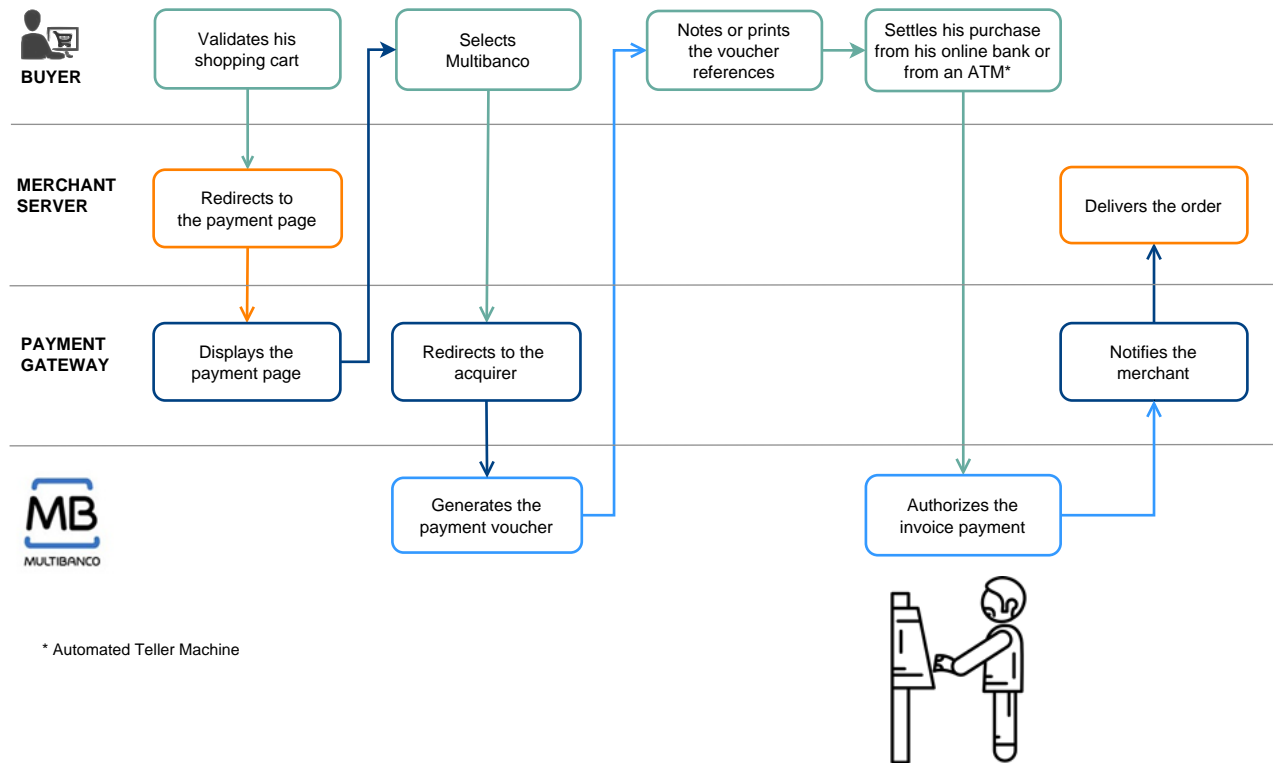 BUYER
Validates his
shopping cart
Selects
Multibanco
Notes or prints
the voucher
references
Settles his purchase
from his online bank or
from an ATM*
MERCHANT
SERVER
Redirects to
the payment page
Delivers the order
PAYMENT
GATEWAY
Displays the
payment page
Redirects to the
acquirer
Notifies the
merchant
MB
MULTIBANCO
Generates the
payment voucher
Authorizes the
invoice payment
* Automated Teller Machine